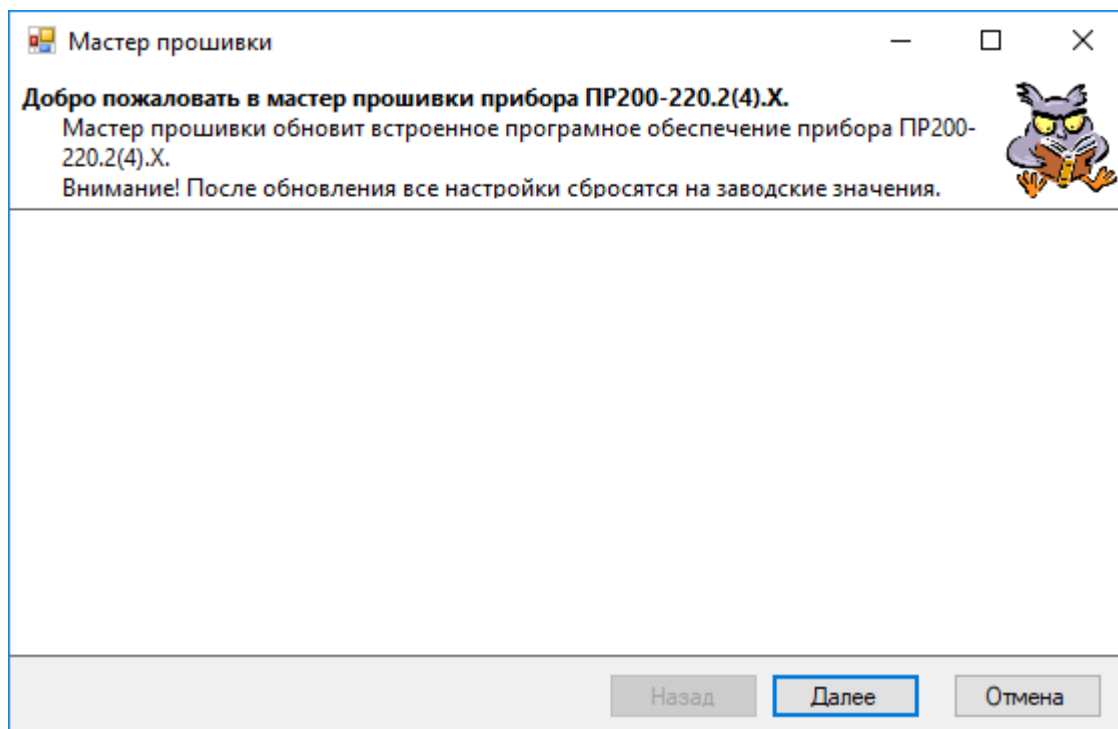 Мастер прошивки
Добро пожаловать в мастер прошивки прибора ПР200-220.2(4).Х.
Мастер прошивки обновит встроенное програмное обеспечение прибора ПР200-
220.2(4).Х.
Внимание! После обновления все настройки сбросятся на заводские значения.
Назад
Далее
Отмена